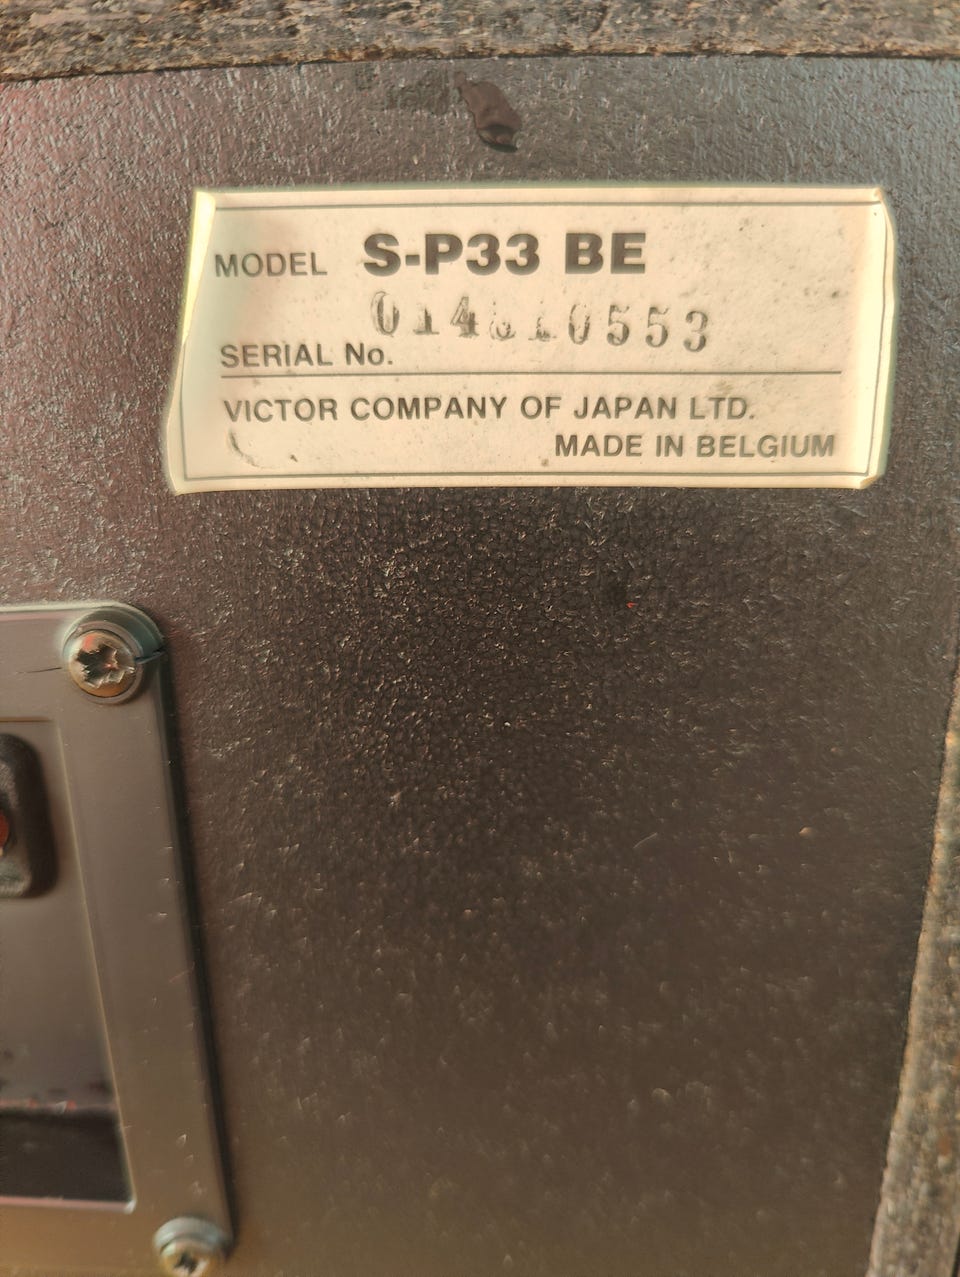 MODEL S-P33 BE
SERIAL No.
VICTOR COMPANY OF JAPAN LTD.
MADE IN BELGIUM